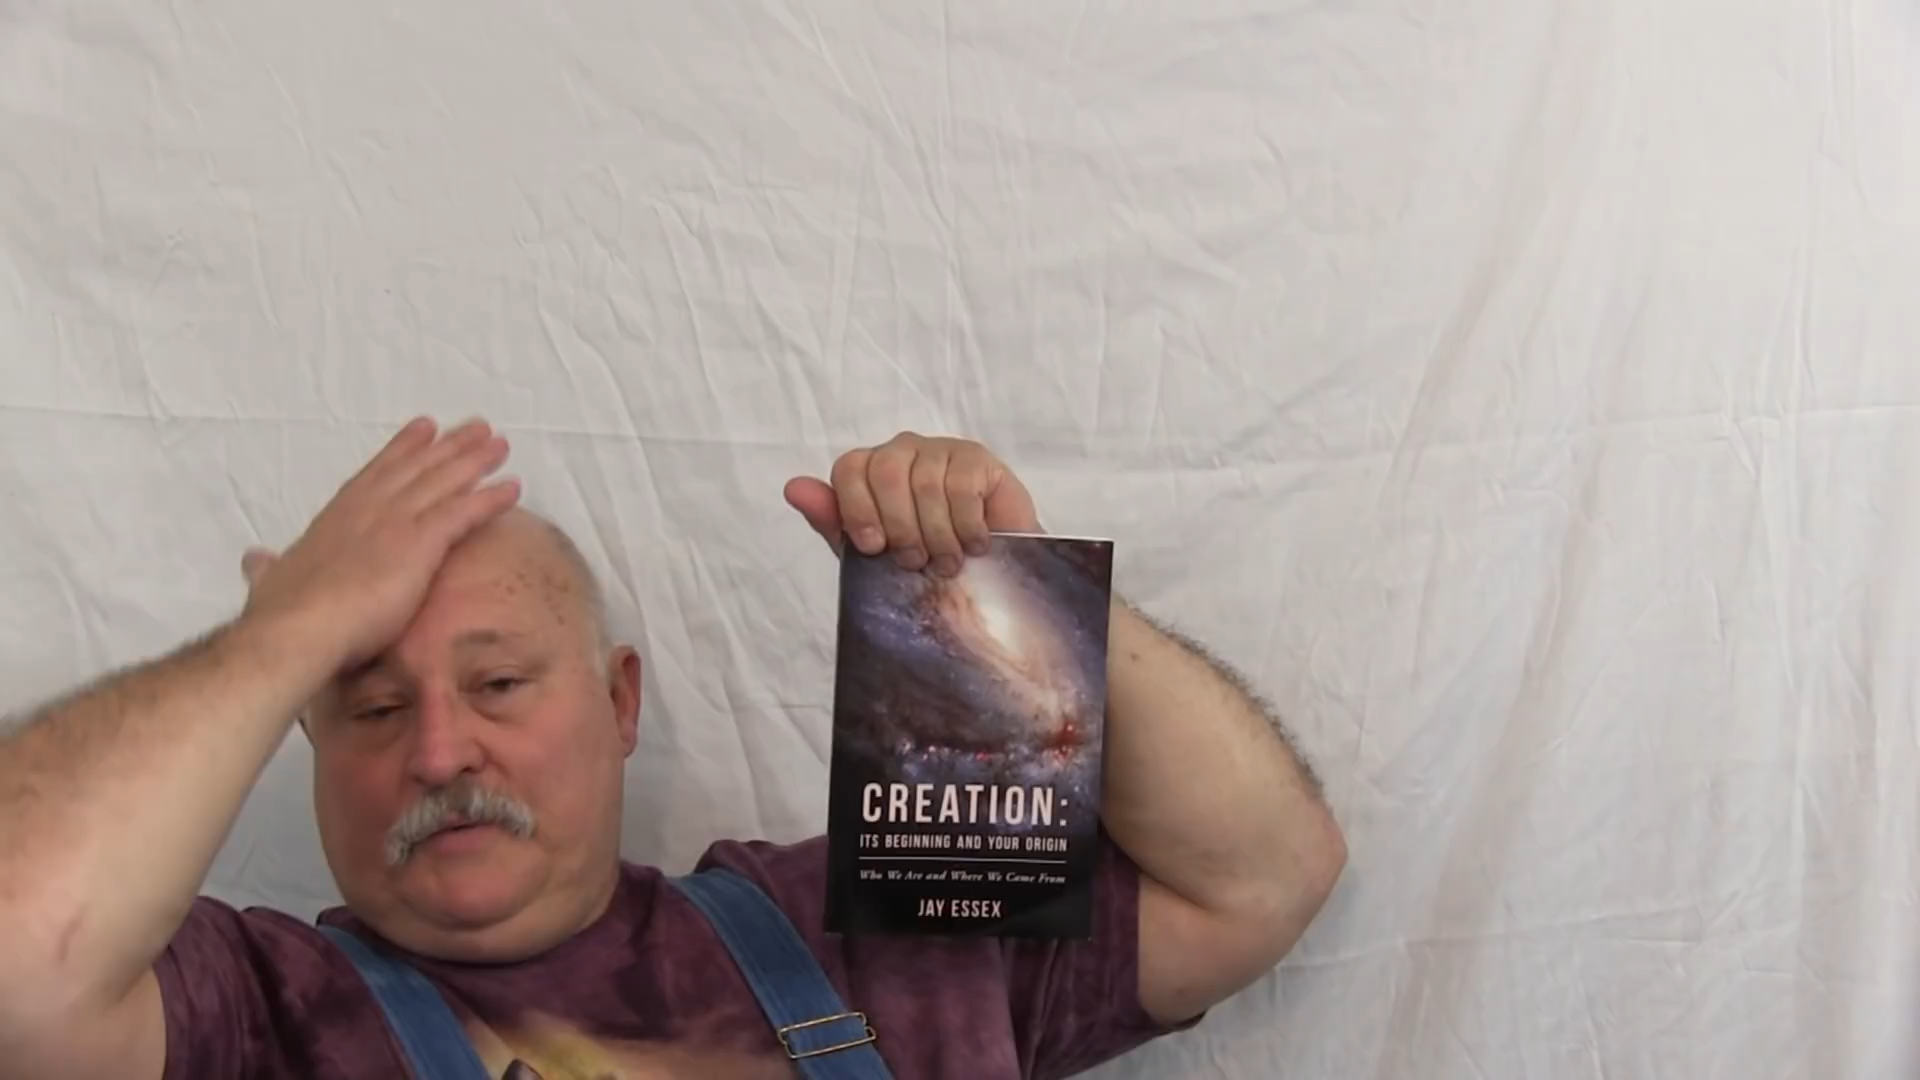 CREATION:
ITS BEGINNING AND YOUR ORIGIN
Who We Are and Where We Came From
JAY ESSEX